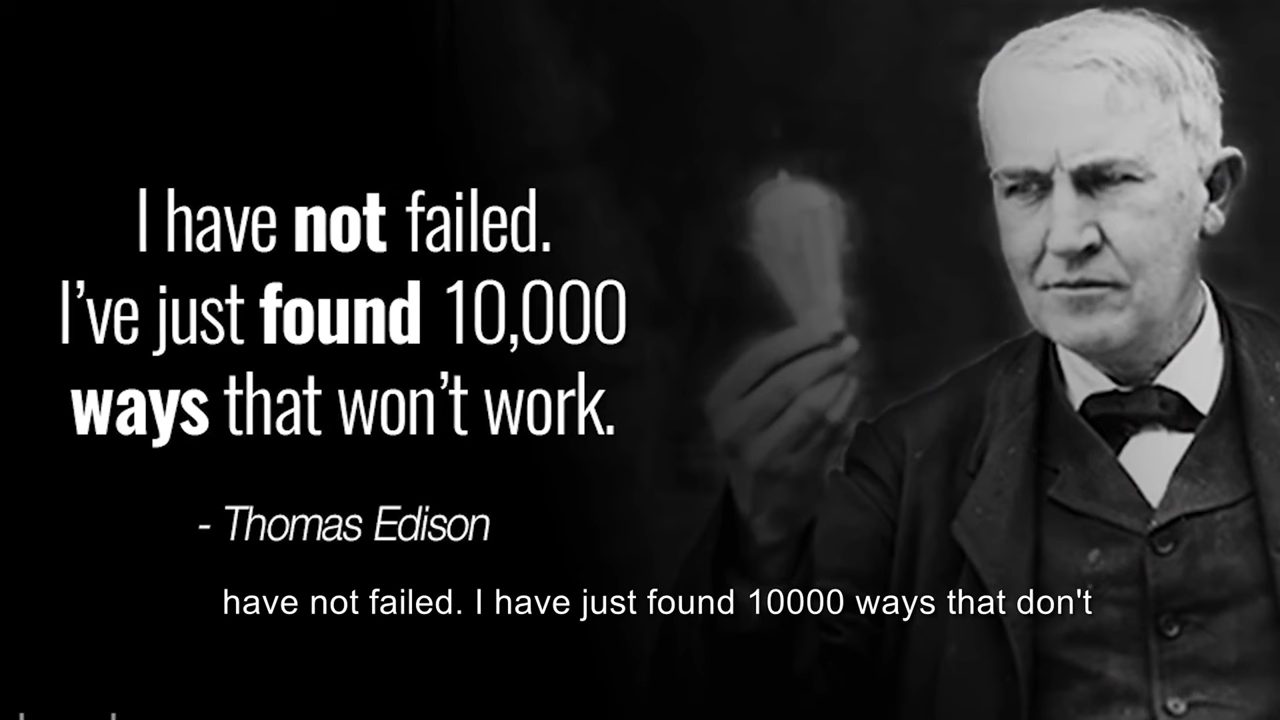 I have not failed.
I've just found 10,000
ways that won't work.
- Thomas Edison
have not failed. I have just found 10000 ways that don't